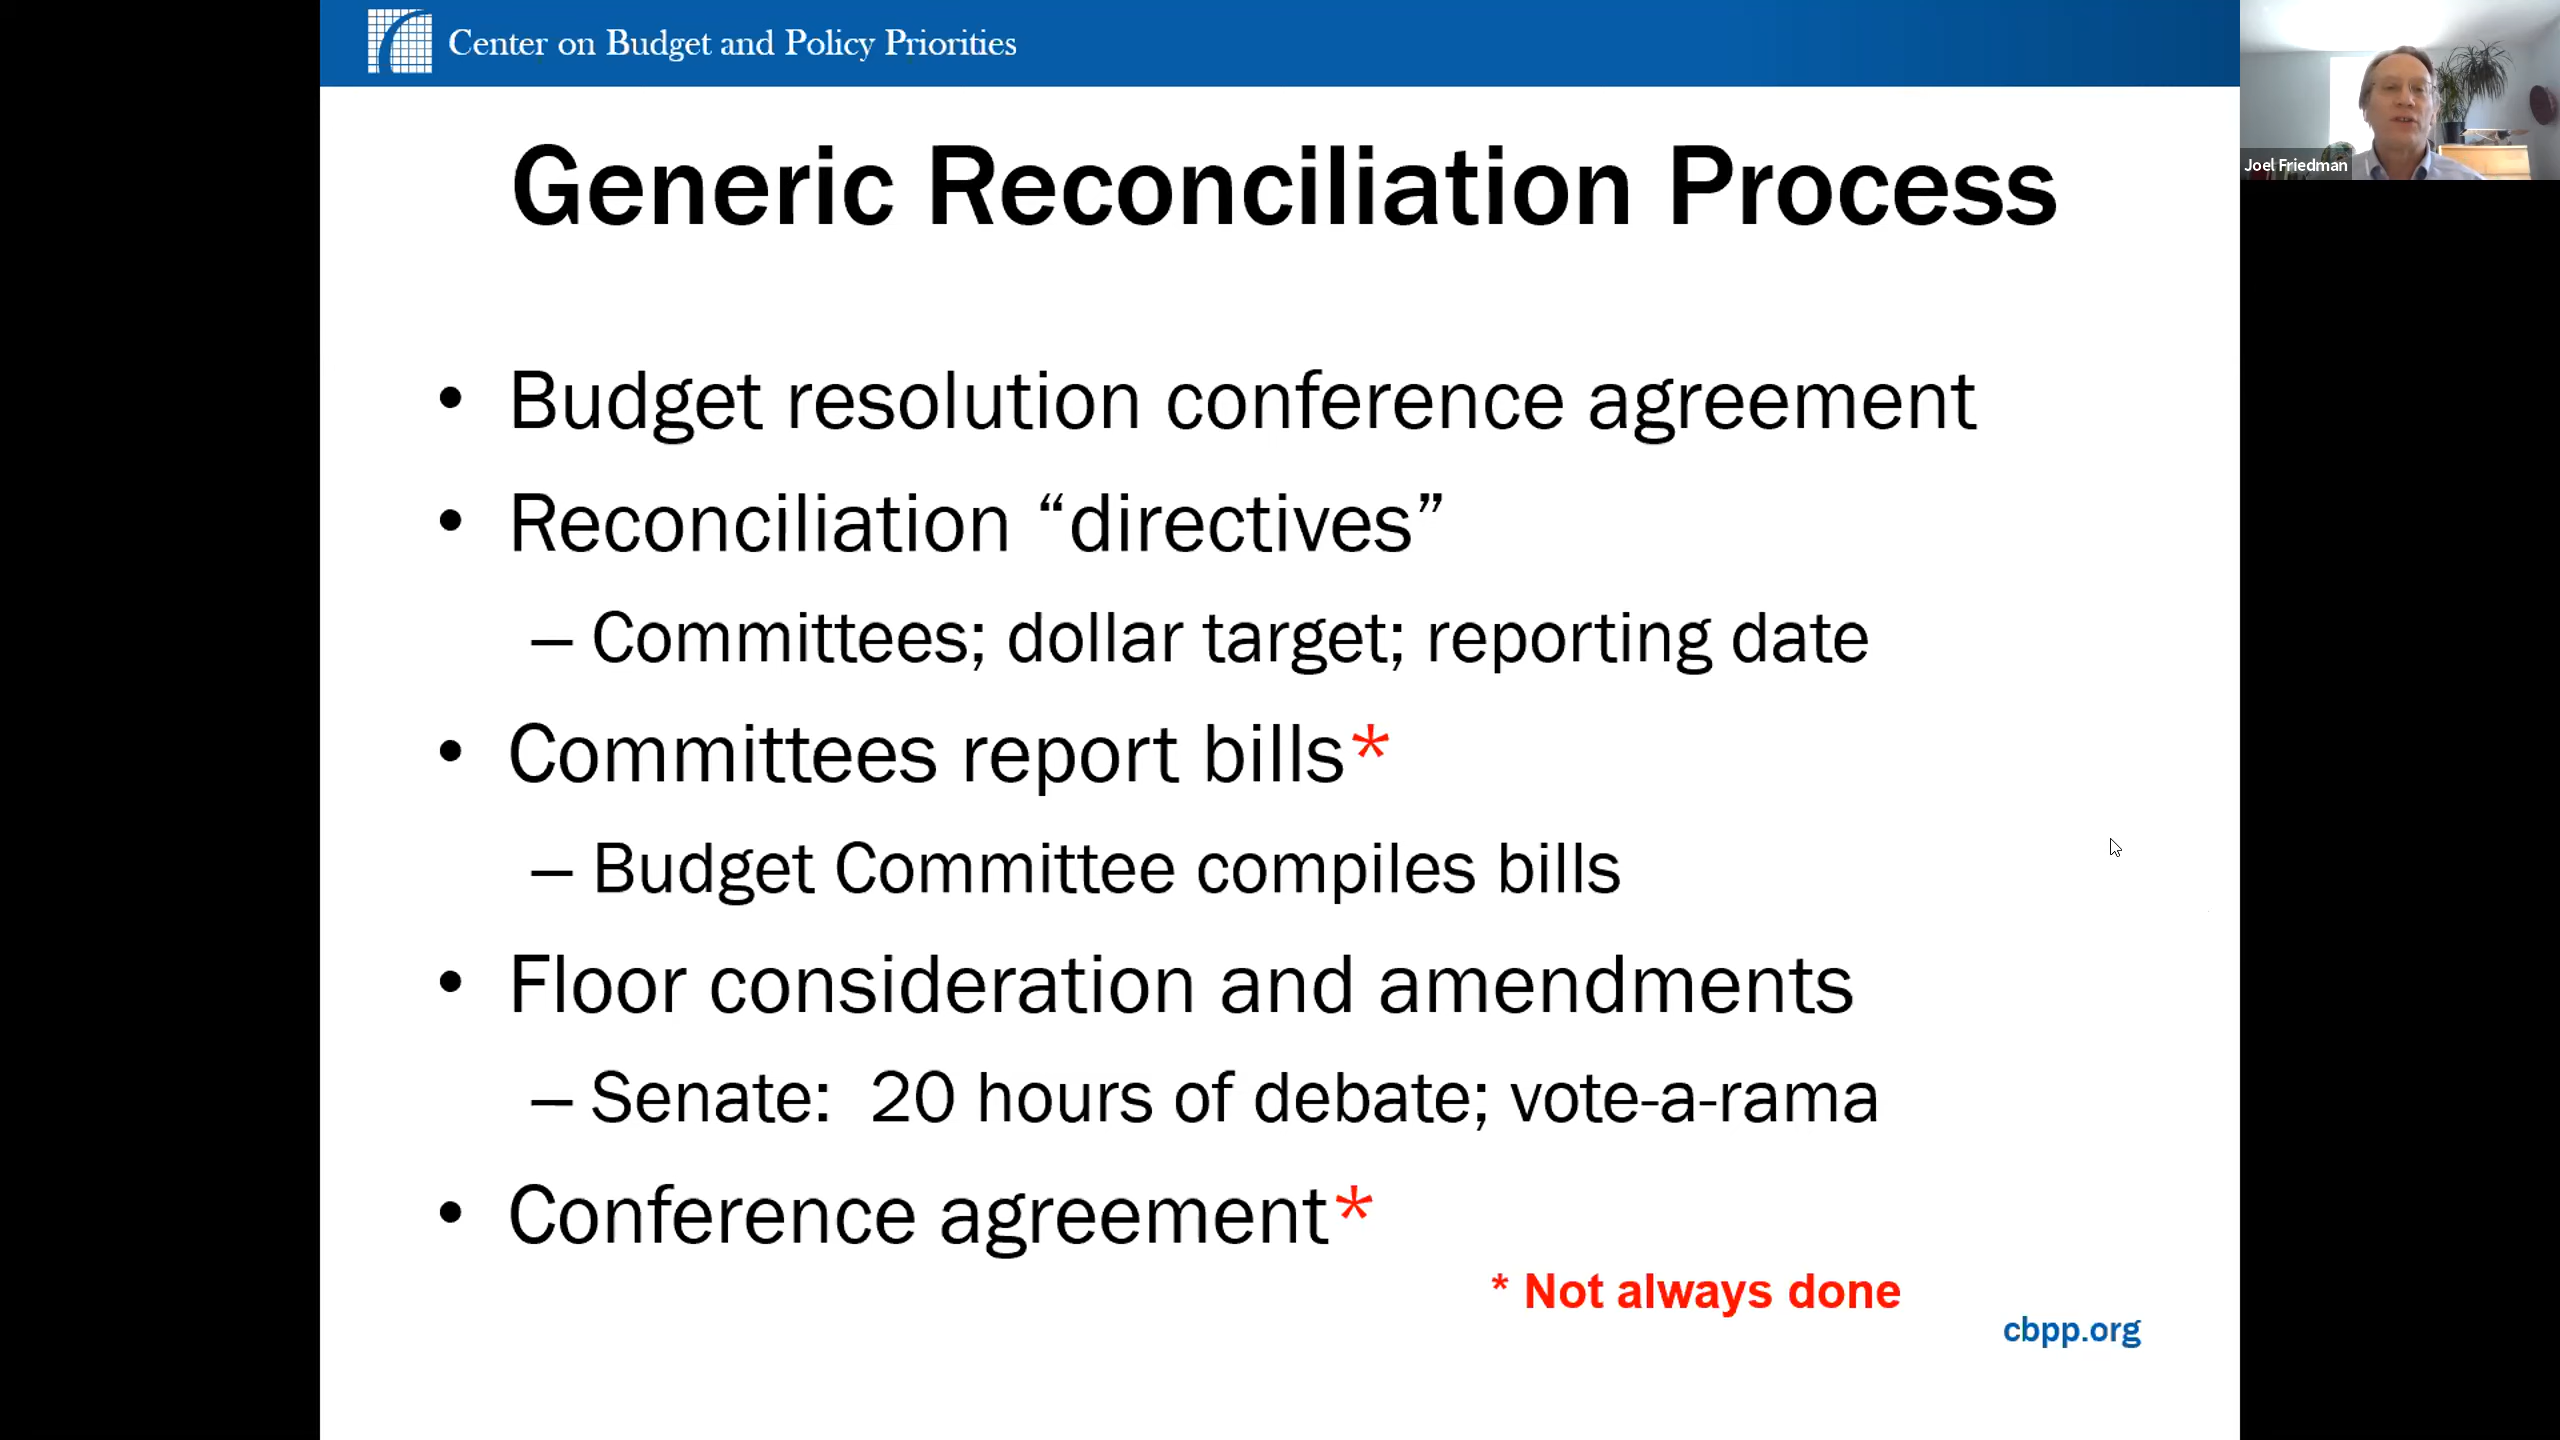 Center on Budget and Policy Priorities
Joel Friedman
Generic Reconciliation Process
• Budget resolution conference agreement
• Reconciliation “directives”
– Committees; dollar target; reporting date
• Committees report bills*
– Budget Committee compiles bills
• Floor consideration and amendments
– Senate:  20 hours of debate; vote-a-rama
• Conference agreement*
* Not always done
cbpp.org